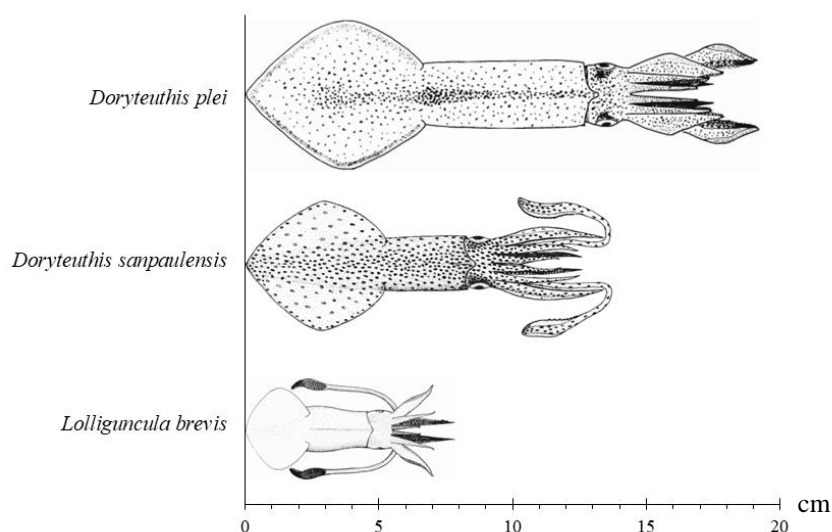 Doryteuthis plei
Doryteuthis sanpaulensis
Lolliguncula brevis
0 5 10 15 20 cm